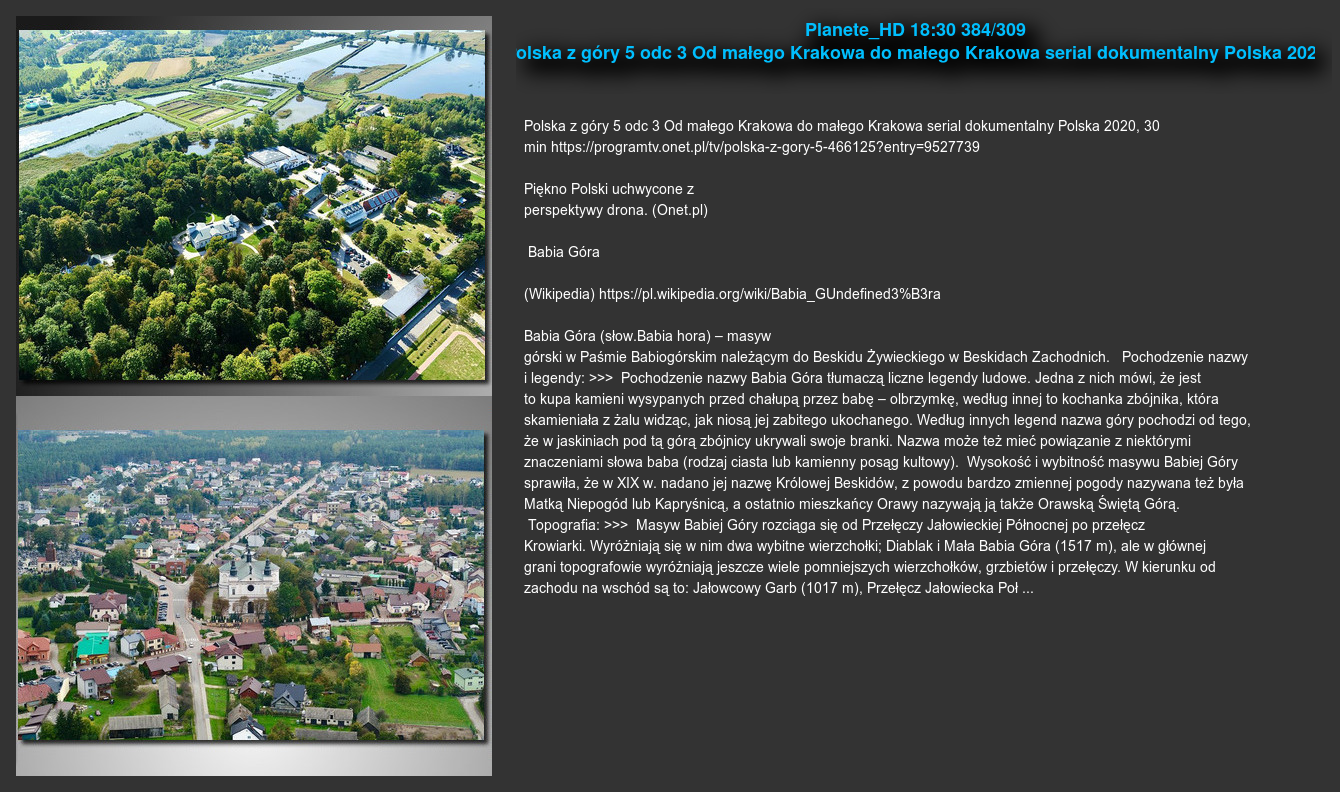 Planete_HD 18:30 384/309
olska z góry 5 odc 3 Od małego Krakowa do małego Krakowa serial dokumentalny Polska 202
Polska z góry 5 odc 3 Od małego Krakowa do małego Krakowa serial dokumentalny Polska 2020, 30
min https://programtv.onet.pl/tv/polska-z-gory-5-466125?entry=9527739
Piękno Polski uchwycone z
perspektywy drona. (Onet.pl)
Babia Góra
(Wikipedia) https://pl.wikipedia.org/wiki/Babia_GUndefined3%B3ra
Babia Góra (słow.Babia hora) – masyw
górski w Paśmie Babiogórskim należącym do Beskidu Żywieckiego w Beskidach Zachodnich.   Pochodzenie nazwy
i legendy: >>>  Pochodzenie nazwy Babia Góra tłumaczą liczne legendy ludowe. Jedna z nich mówi, że jest
to kupa kamieni wysypanych przed chałupą przez babę – olbrzymkę, według innej to kochanka zbójnika, która
skamieniała z żalu widząc, jak niosą jej zabitego ukochanego. Według innych legend nazwa góry pochodzi od tego,
że w jaskiniach pod tą górą zbójnicy ukrywali swoje branki. Nazwa może też mieć powiązanie z niektórymi
znaczeniami słowa baba (rodzaj ciasta lub kamienny posąg kultowy).  Wysokość i wybitność masywu Babiej Góry
sprawiła, że w XIX w. nadano jej nazwę Królowej Beskidów, z powodu bardzo zmiennej pogody nazywana też była
Matką Niepogód lub Kapryśnicą, a ostatnio mieszkańcy Orawy nazywają ją także Orawską Świętą Górą.
Topografia: >>>  Masyw Babiej Góry rozciąga się od Przełęczy Jałowieckiej Północnej po przełęcz
Krowiarki. Wyróżniają się w nim dwa wybitne wierzchołki; Diablak i Mała Babia Góra (1517 m), ale w głównej
grani topografowie wyróżniają jeszcze wiele pomniejszych wierzchołków, grzbietów i przełęczy. W kierunku od
zachodu na wschód są to: Jałowcowy Garb (1017 m), Przełęcz Jałowiecka Poł ...